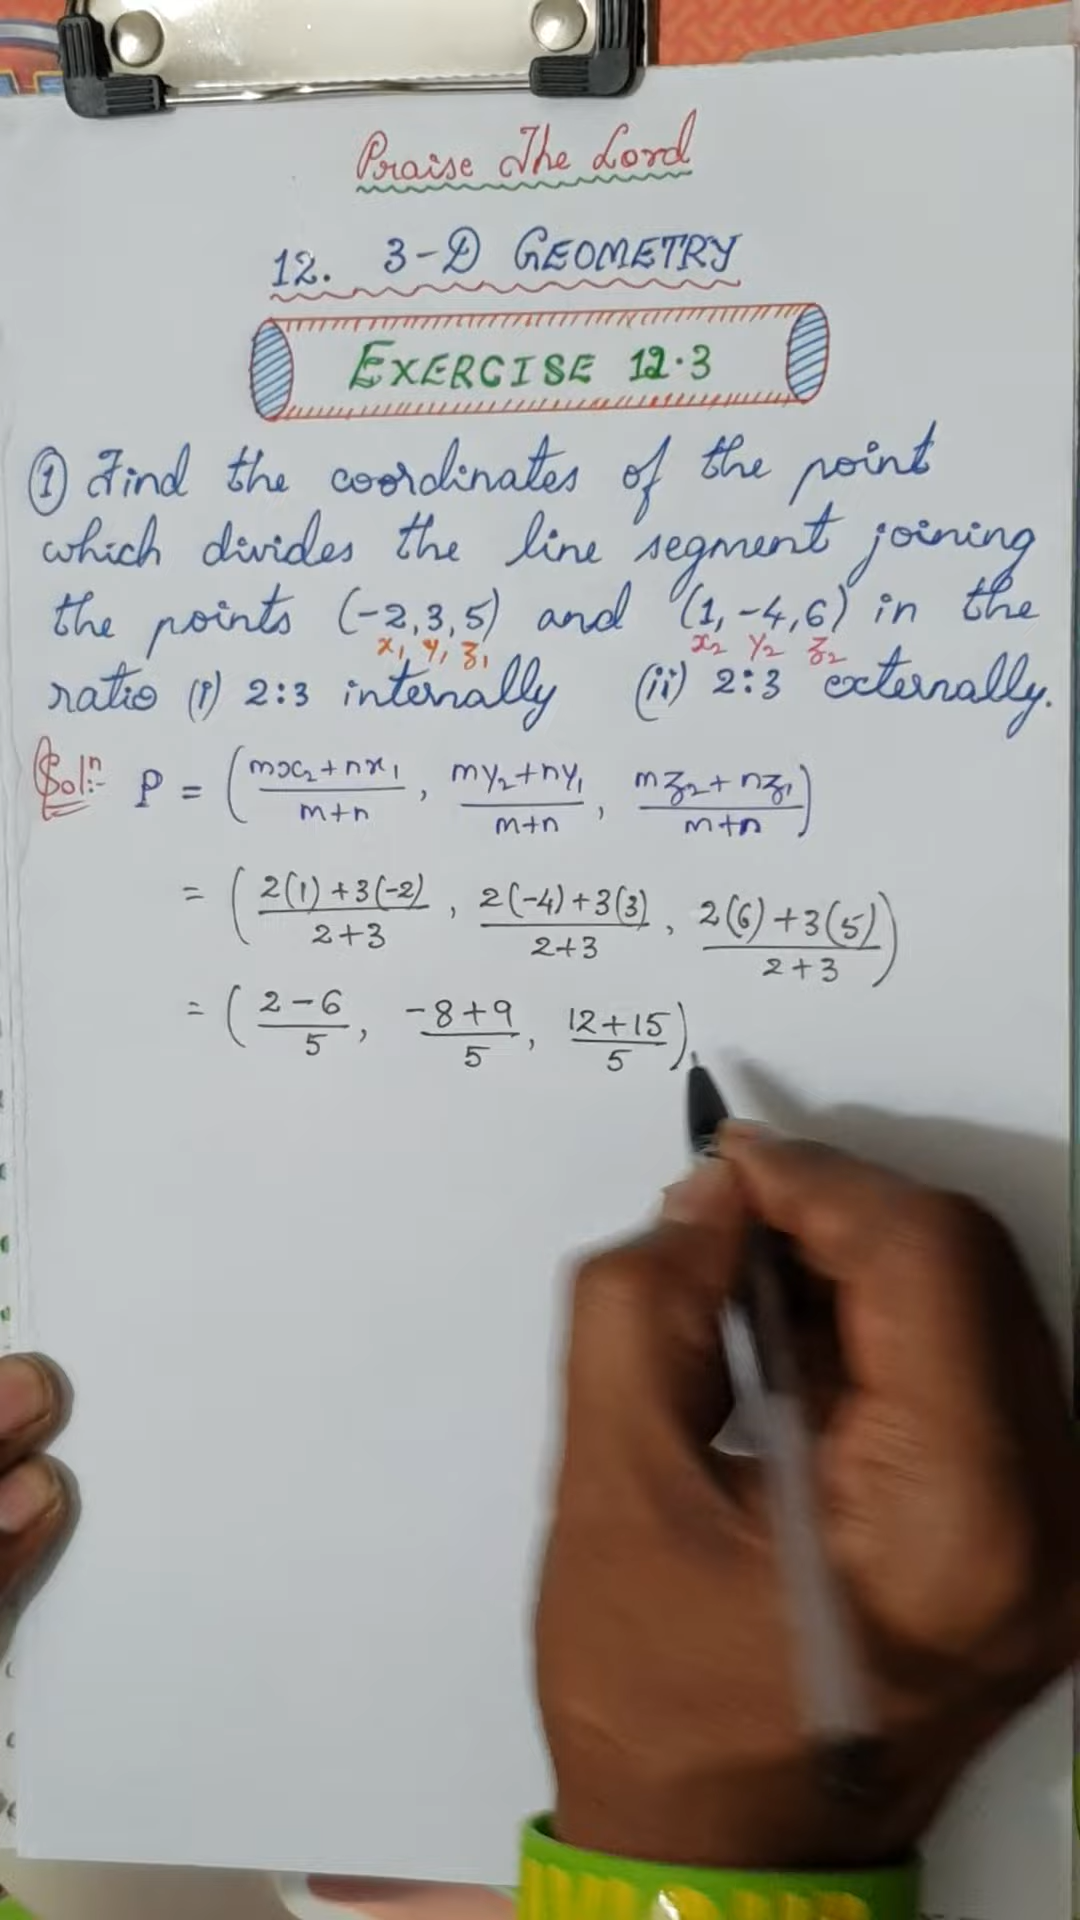 Praise The Lord
12. 3-D GEOMETRY
EXERCISE 12.3
① Find the coordinates of the point
which divides the line segment joining
the points (-2,3,5) and (1,-4,6) in the
x₁ y₁ z₁ x₂ y₂ z₂
ratio (i) 2:3 internally (ii) 2:3 externally.
Solⁿ:- P = ((mx₂+nx₁)/(m+n), (my₂+ny₁)/(m+n), (mz₂+nz₁)/(m+n))
= ((2(1)+3(-2))/(2+3), (2(-4)+3(3))/(2+3), (2(6)+3(5))/(2+3))
= ((2-6)/5, (-8+9)/5, (12+15)/5)